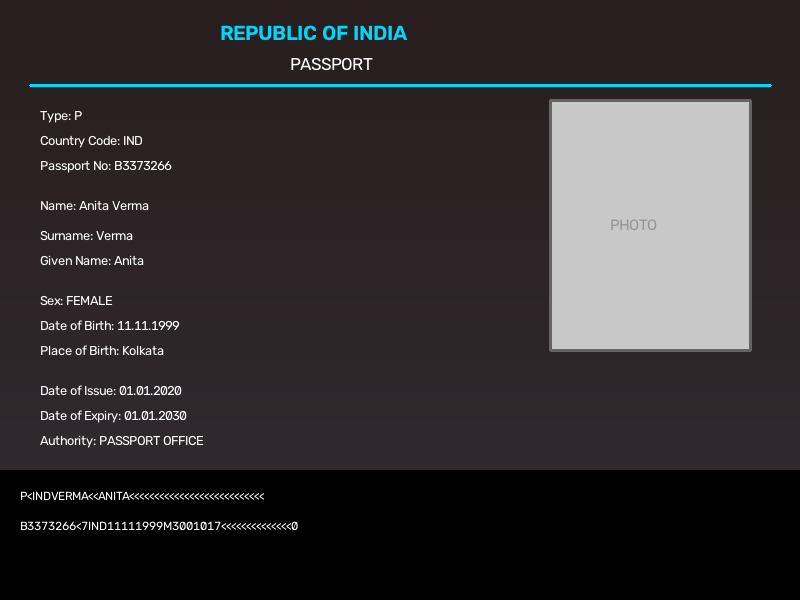 REPUBLIC OF INDIA
PASSPORT
Type: P
Country Code: IND
Passport No: B3373266
Name: Anita Verma
Surname: Verma
Given Name: Anita
Sex: FEMALE
Date of Birth: 11.11.1999
Place of Birth: Kolkata
Date of Issue: 01.01.2020
Date of Expiry: 01.01.2030
Authority: PASSPORT OFFICE
PHOTO
P<INDVERMA<<ANITA<<<<<<<<<<<<<<<<<<<<<<<<<<<
B3373266<7IND11111999M3001017<<<<<<<<<<<<<<0